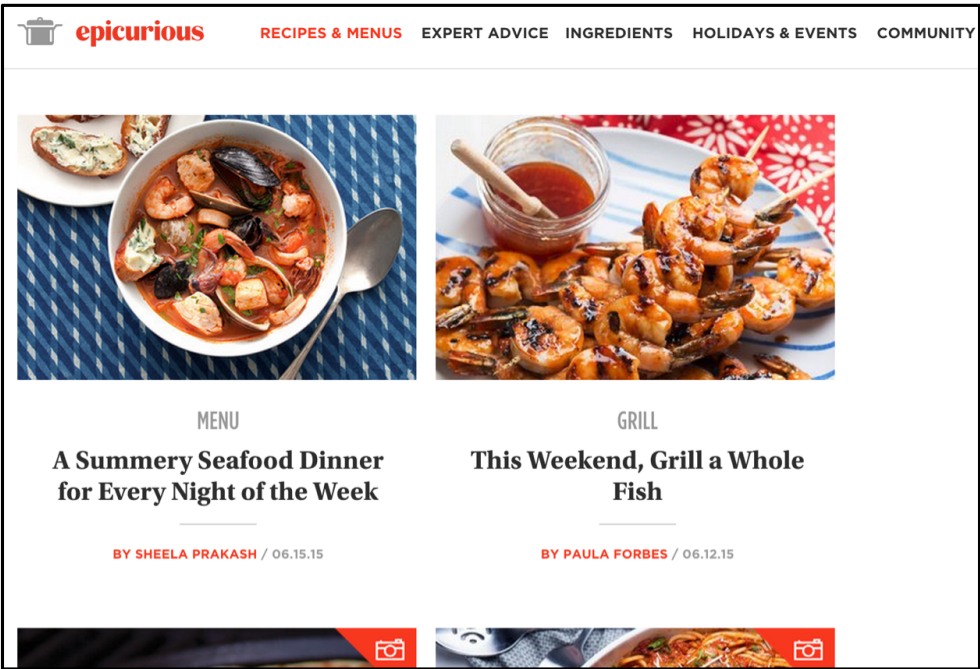 epicurious
RECIPES & MENUS EXPERT ADVICE INGREDIENTS HOLIDAYS & EVENTS COMMUNITY
MENU
A Summery Seafood Dinner
for Every Night of the Week
BY SHEELA PRAKASH / 06.15.15
GRILL
This Weekend, Grill a Whole
Fish
BY PAULA FORBES / 06.12.15